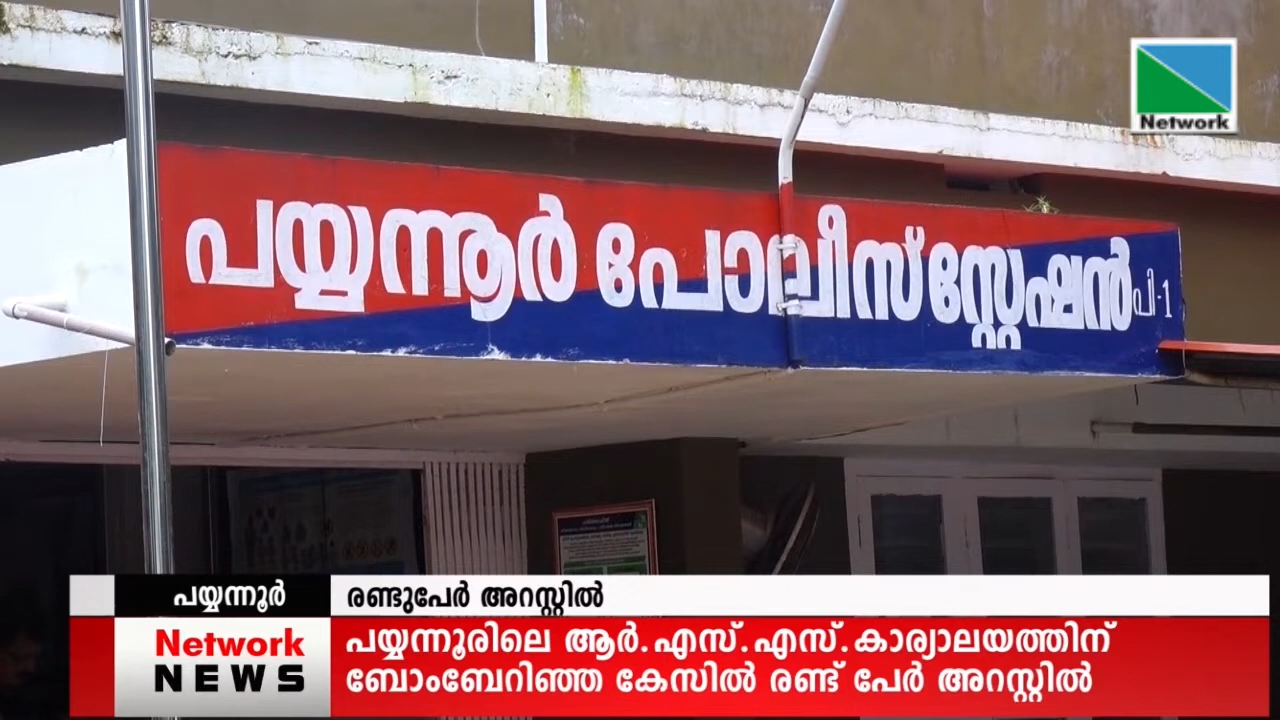 Network
പയ്യന്നൂർ പോലീസ് സ്റ്റേഷൻ പി-1
പയ്യന്നൂർ
രണ്ടുപേർ അറസ്റ്റിൽ
Network
NEWS
പയ്യന്നൂരിലെ ആർ.എസ്.എസ്.കാര്യാലയത്തിന്
ബോംബേറിഞ്ഞ കേസിൽ രണ്ട് പേർ അറസ്റ്റിൽ